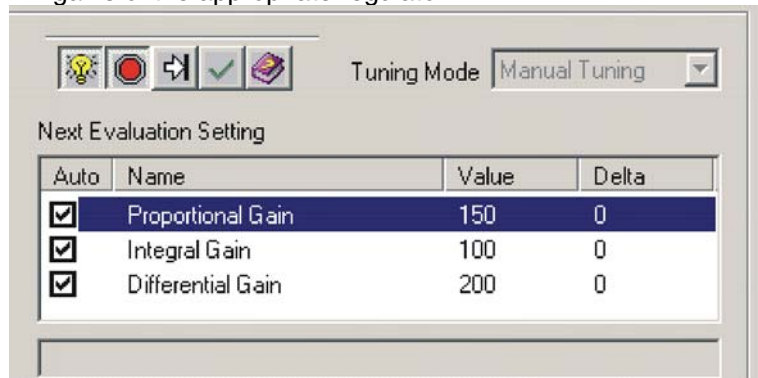 Tuning Mode Manual Tuning
Next Evaluation Setting
Auto Name Value Delta
Proportional Gain 150 0
Integral Gain 100 0
Differential Gain 200 0